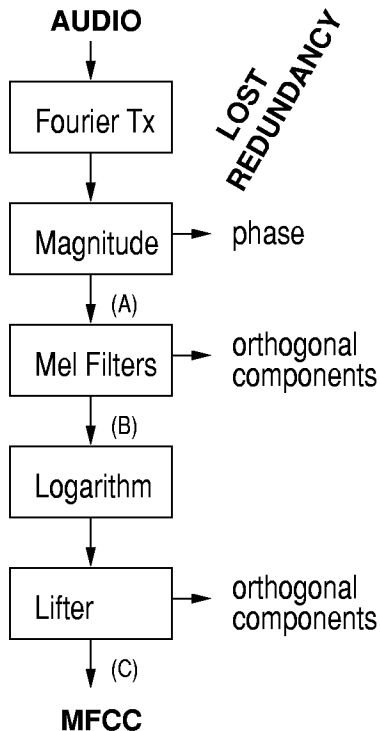 AUDIO
LOST
REDUNDANCY
Fourier Tx
Magnitude
phase
(A)
Mel Filters
orthogonal
components
(B)
Logarithm
Lifter
orthogonal
components
(C)
MFCC